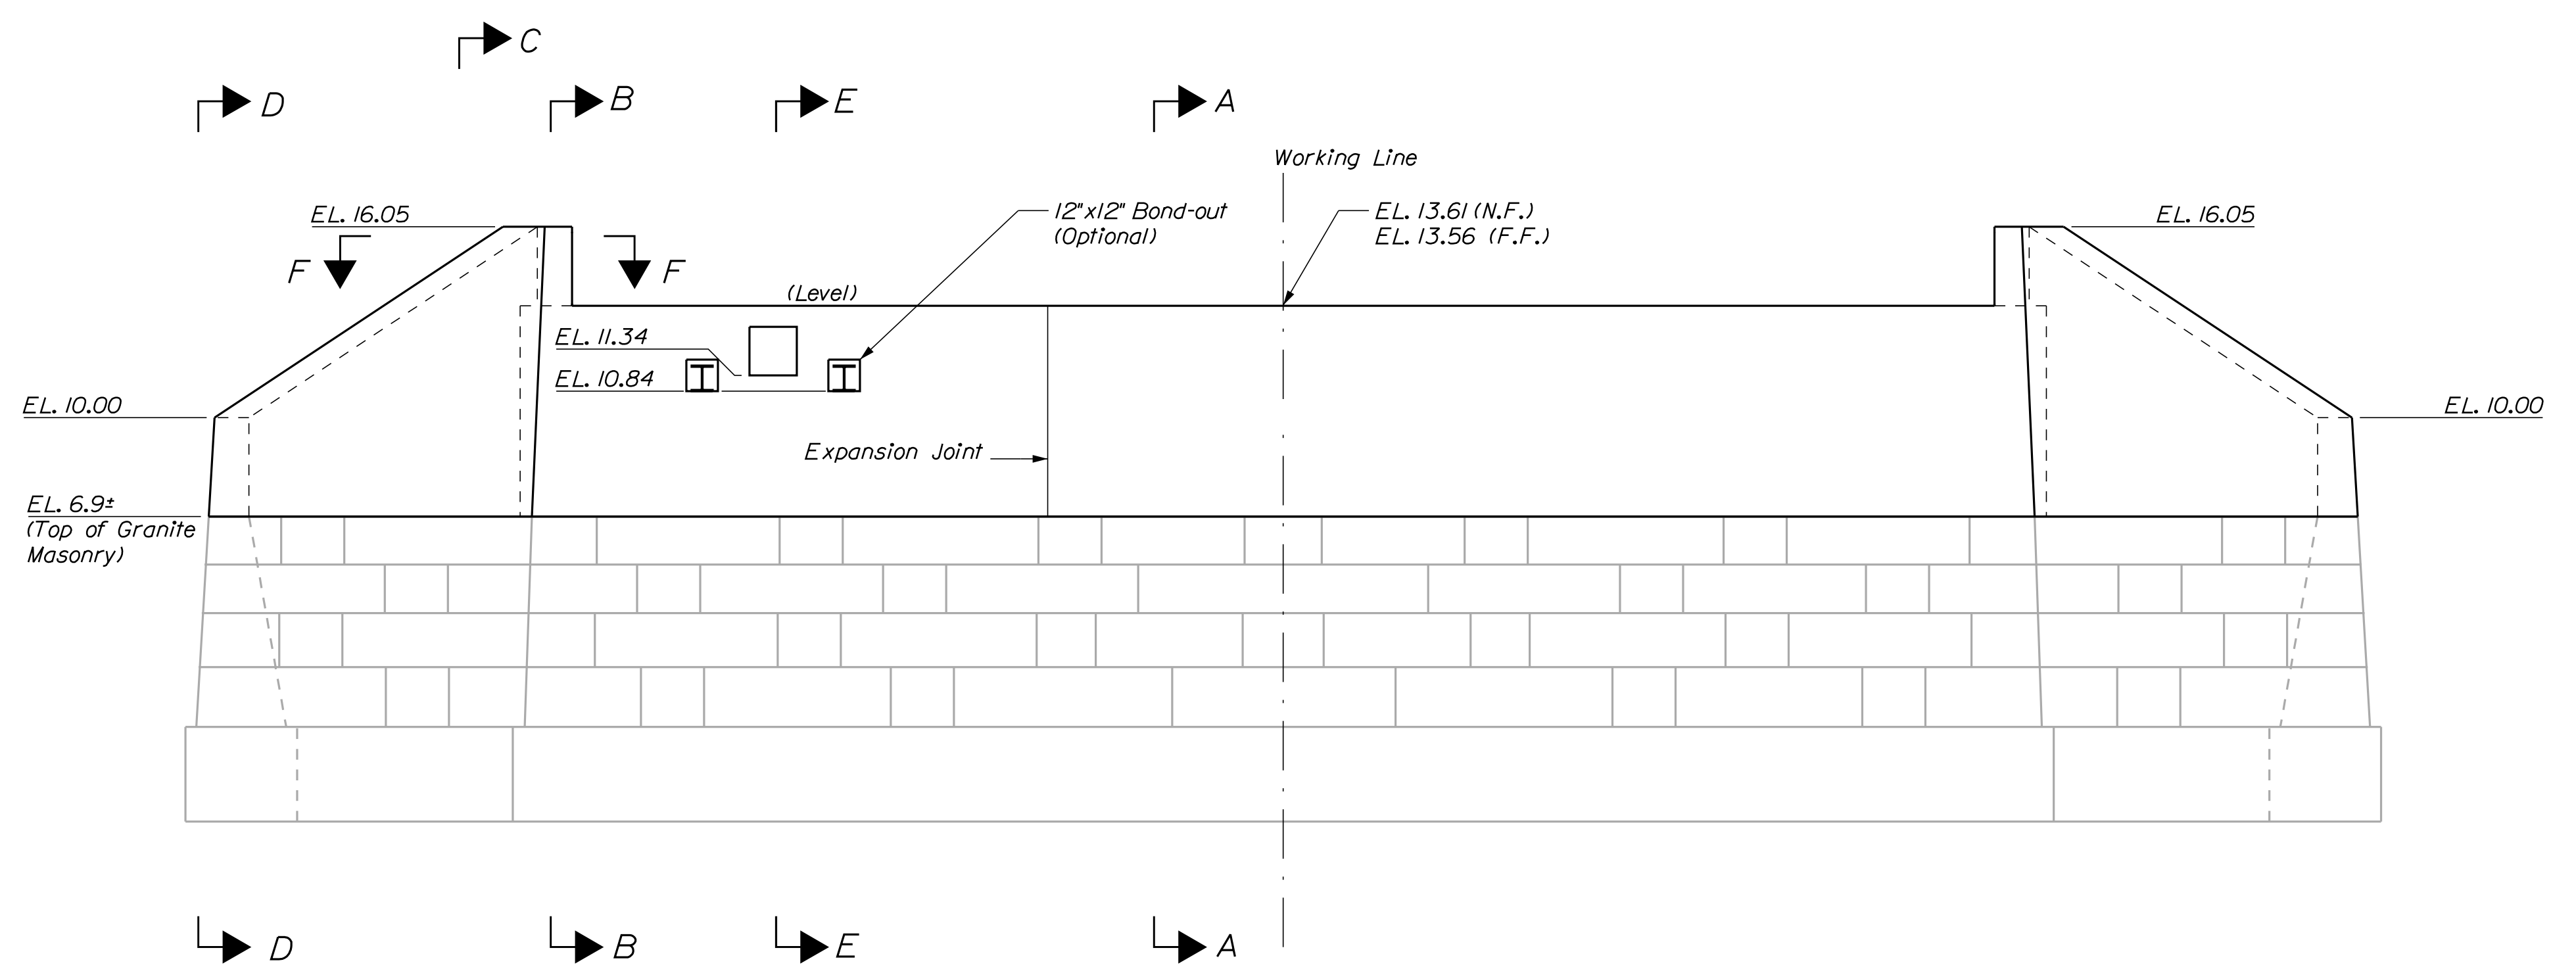 C
D
B
E
A
Working Line
EL. 16.05
12"x12" Bond-out
(Optional)
EL. 13.61 (N.F.)
EL. 13.56 (F.F.)
EL. 16.05
F
F
(Level)
EL. 11.34
EL. 10.84
EL. 10.00
EL. 10.00
Expansion Joint
EL. 6.9±
(Top of Granite
Masonry)
D
B
E
A